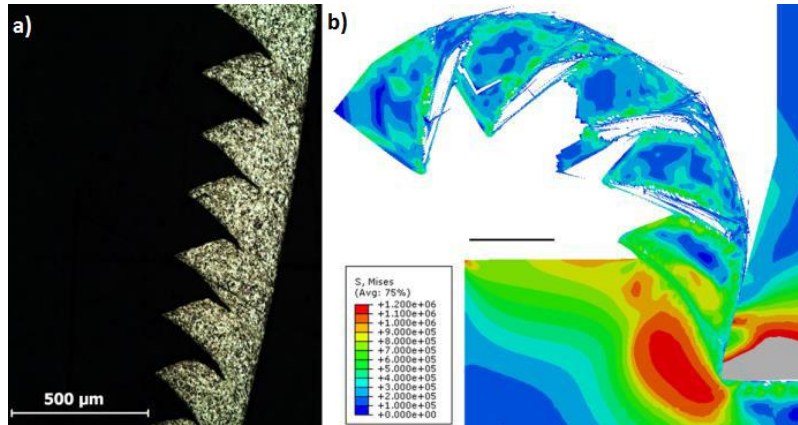 a)
500 µm
b)
S, Mises
(Avg: 75%)
+1.200e+06
+1.100e+06
+1.000e+06
+9.000e+05
+8.000e+05
+7.000e+05
+6.000e+05
+5.000e+05
+4.000e+05
+3.000e+05
+2.000e+05
+1.000e+05
+0.000e+00